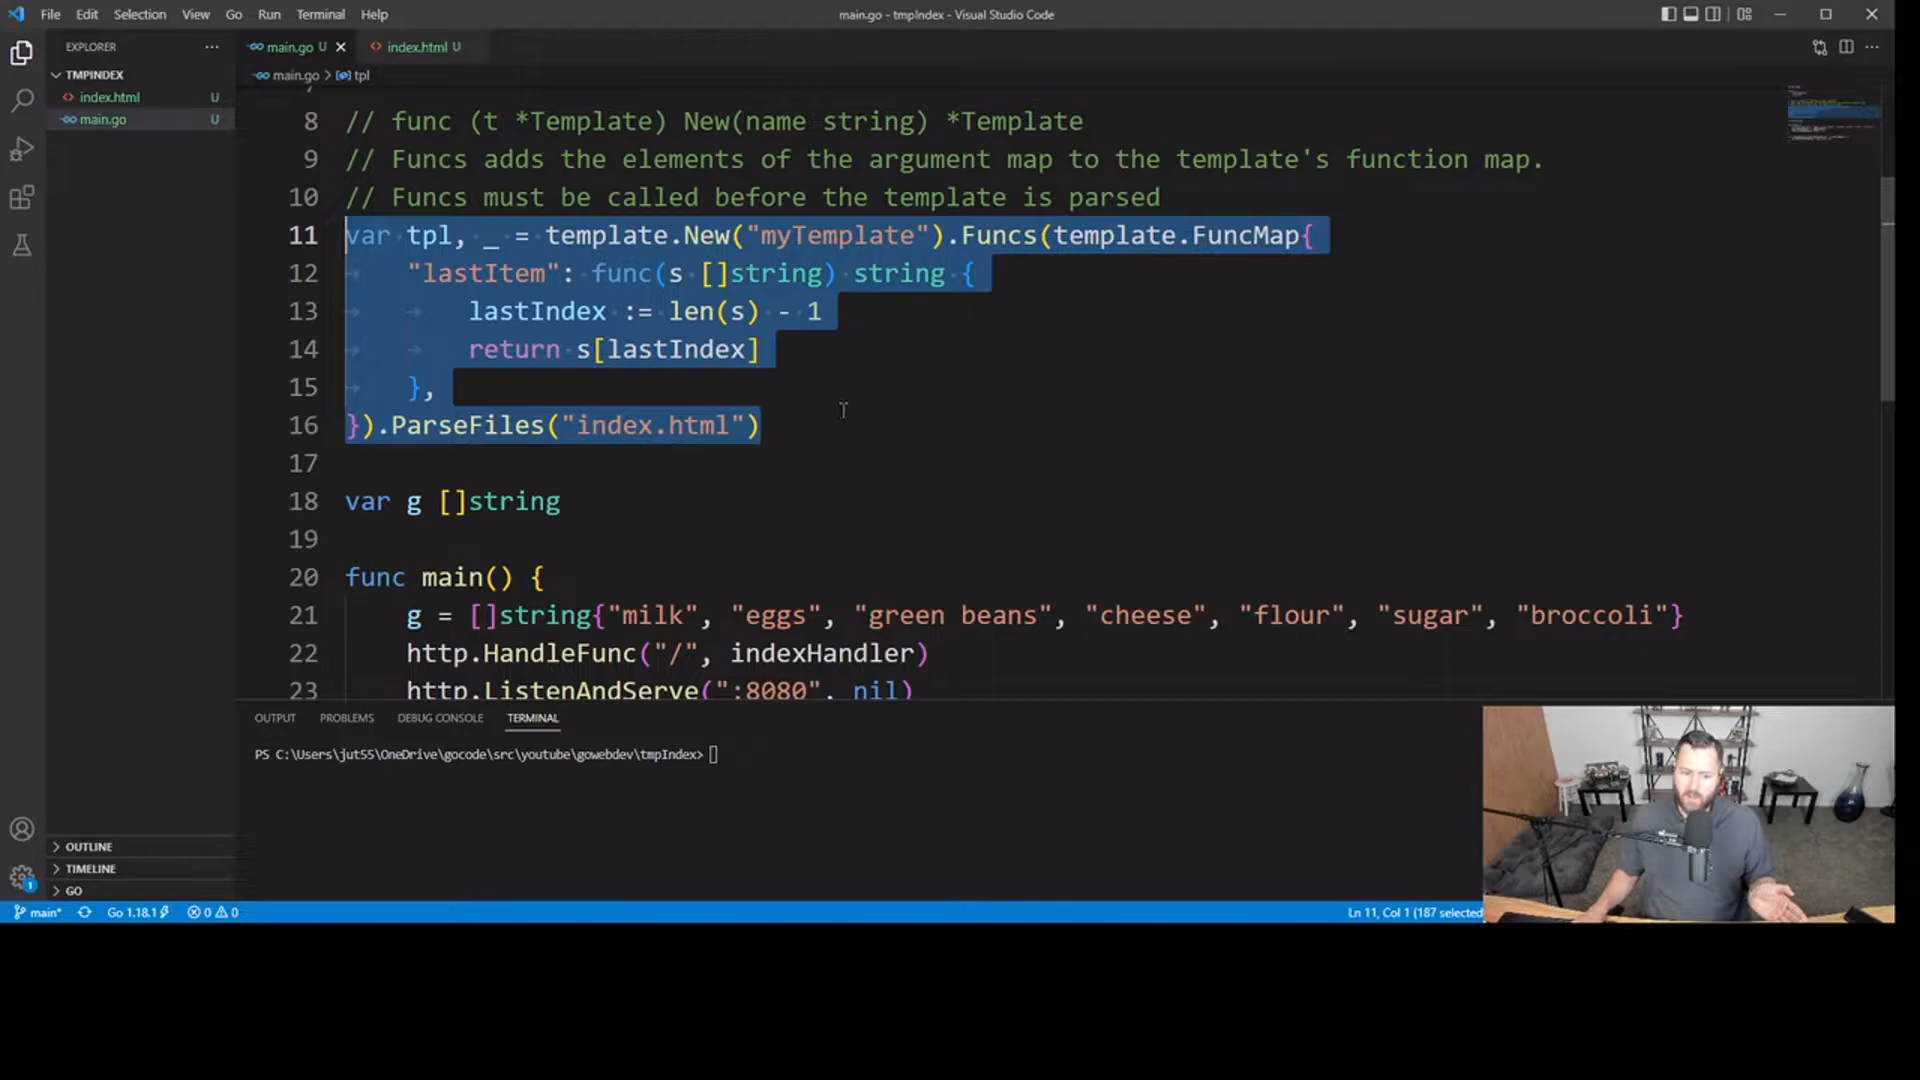 File Edit Selection View Go Run Terminal Help
main.go - tmpIndex - Visual Studio Code
EXPLORER
main.go U
index.html U
TMPINDEX
main.go > tpl
index.html U
main.go U
8 // func (t *Template) New(name string) *Template
9 // Funcs adds the elements of the argument map to the template's function map.
10 // Funcs must be called before the template is parsed
11 var tpl, _ = template.New("myTemplate").Funcs(template.FuncMap{
12 "lastItem": func(s []string) string {
13 lastIndex := len(s) - 1
14 return s[lastIndex]
15 },
16 }).ParseFiles("index.html")
17
18 var g []string
19
20 func main() {
21 g = []string{"milk", "eggs", "green beans", "cheese", "flour", "sugar", "broccoli"}
22 http.HandleFunc("/", indexHandler)
23 http.ListenAndServe(":8080", nil)
OUTPUT PROBLEMS DEBUG CONSOLE TERMINAL
PS C:\Users\jut55\OneDrive\gocode\src\youtube\gowebdev\tmpIndex>
OUTLINE
TIMELINE
GO
1
main* Go 1.18.1 0 0
Ln 11, Col 1 (187 selected